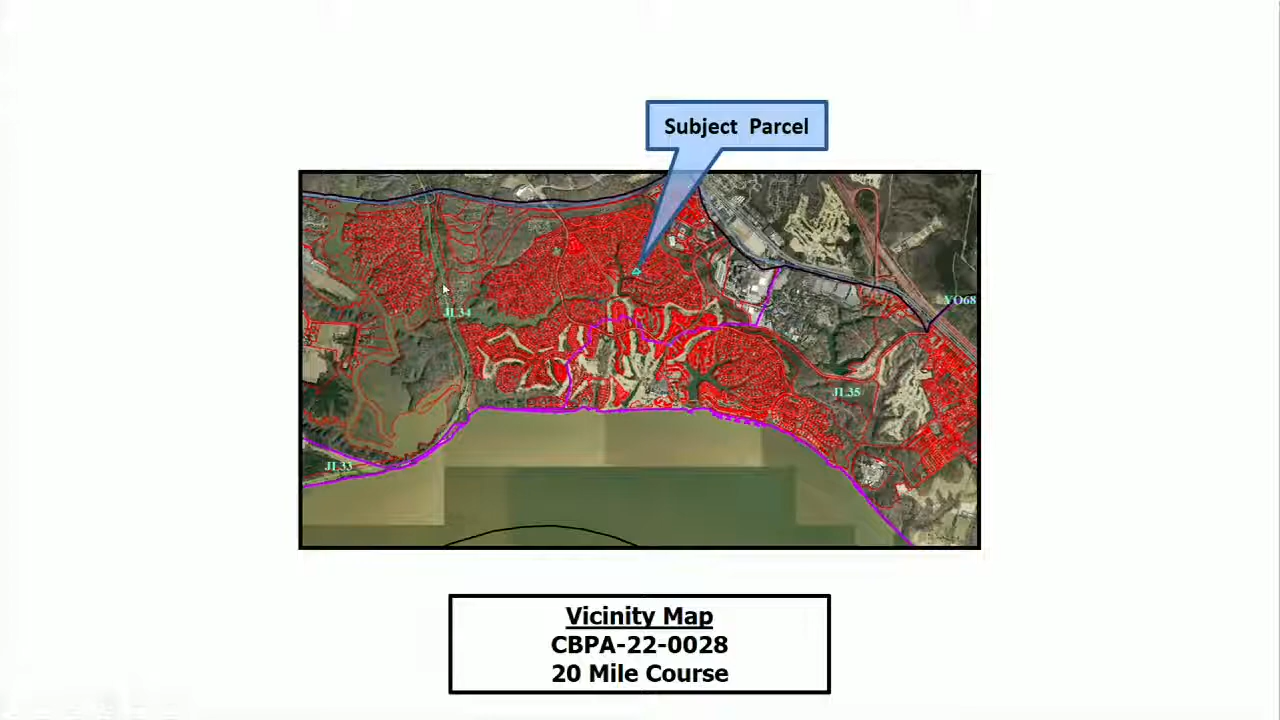 Subject Parcel
YO68
JL34
JL35
JL33
Vicinity Map
CBPA-22-0028
20 Mile Course